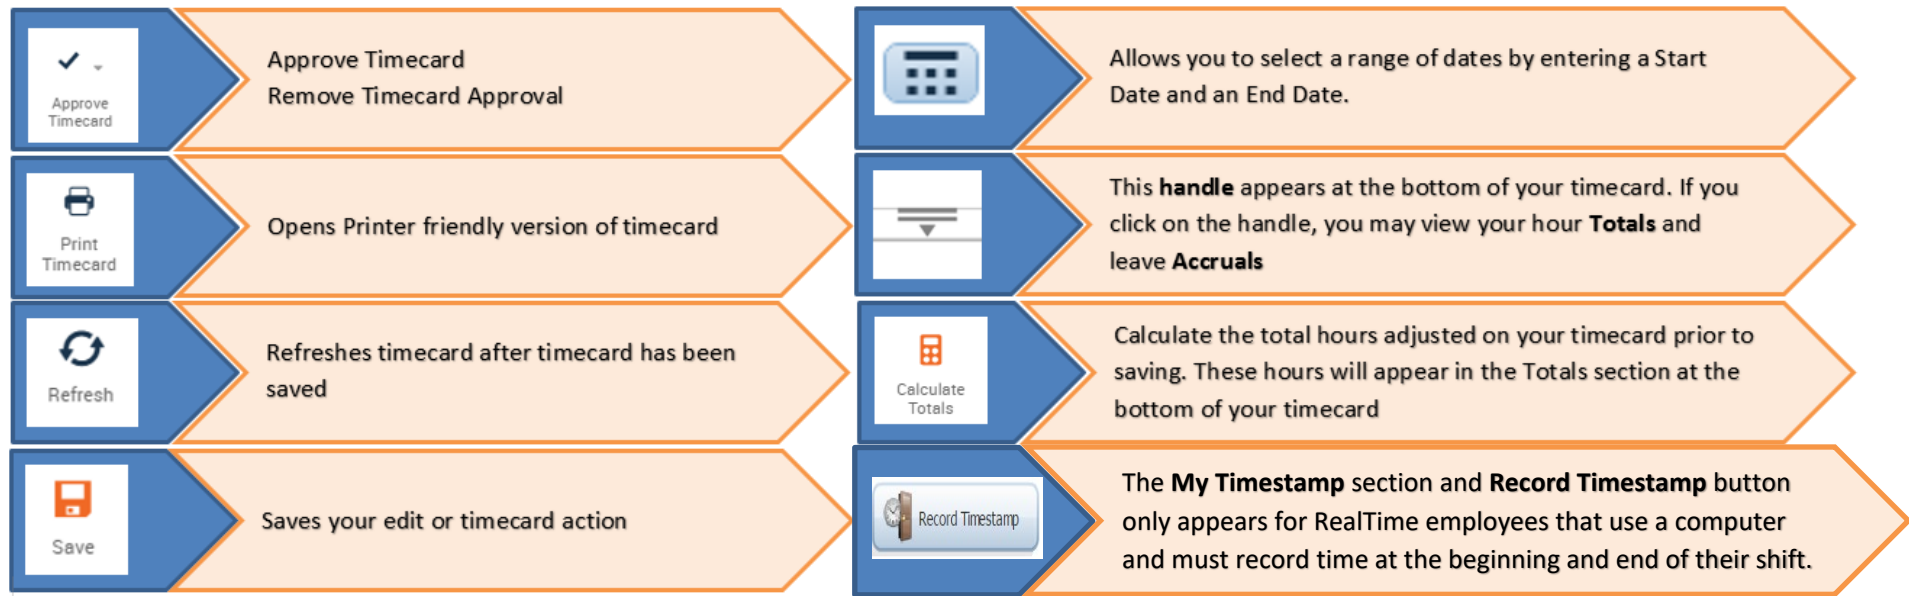 Approve
Timecard
Approve Timecard
Remove Timecard Approval
Print
Timecard
Opens Printer friendly version of timecard
Refresh
Refreshes timecard after timecard has been
saved
Save
Saves your edit or timecard action
Allows you to select a range of dates by entering a Start
Date and an End Date.
This handle appears at the bottom of your timecard. If you
click on the handle, you may view your hour Totals and
leave Accruals
Calculate
Totals
Calculate the total hours adjusted on your timecard prior to
saving. These hours will appear in the Totals section at the
bottom of your timecard
Record Timestamp
The My Timestamp section and Record Timestamp button
only appears for RealTime employees that use a computer
and must record time at the beginning and end of their shift.